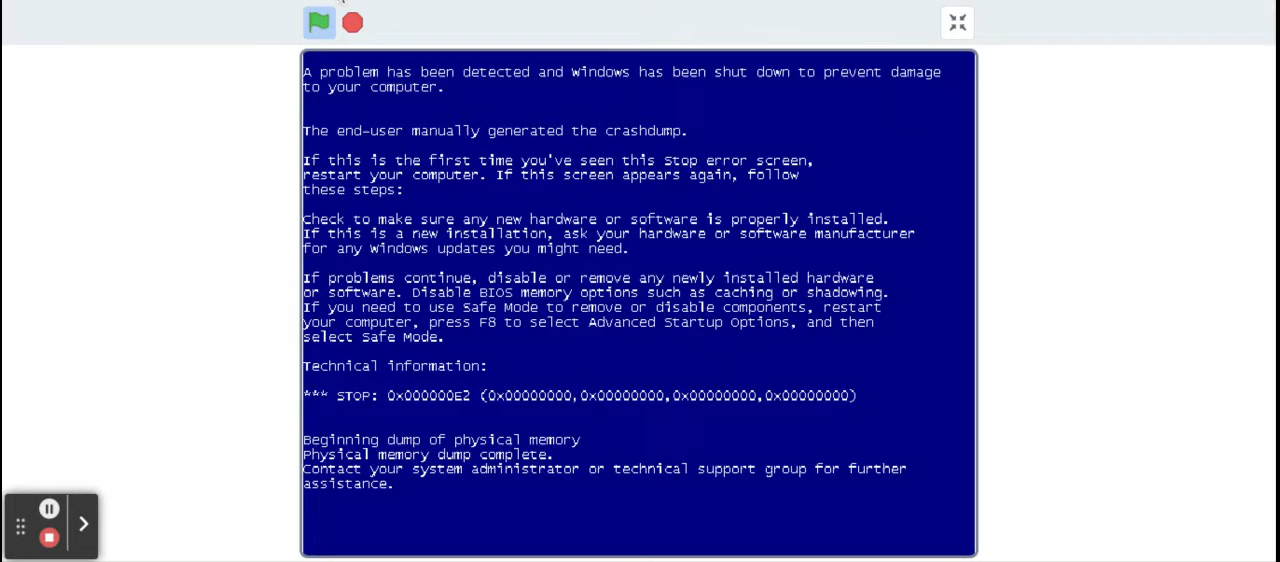 A problem has been detected and Windows has been shut down to prevent damage
to your computer.
The end-user manually generated the crashdump.
If this is the first time you've seen this Stop error screen,
restart your computer. If this screen appears again, follow
these steps:
Check to make sure any new hardware or software is properly installed.
If this is a new installation, ask your hardware or software manufacturer
for any Windows updates you might need.
If problems continue, disable or remove any newly installed hardware
or software. Disable BIOS memory options such as caching or shadowing.
If you need to use Safe Mode to remove or disable components, restart
your computer, press F8 to select Advanced Startup Options, and then
select Safe Mode.
Technical information:
*** STOP: 0x000000E2 (0x00000000,0x00000000,0x00000000,0x00000000)
Beginning dump of physical memory
Physical memory dump complete.
Contact your system administrator or technical support group for further
assistance.